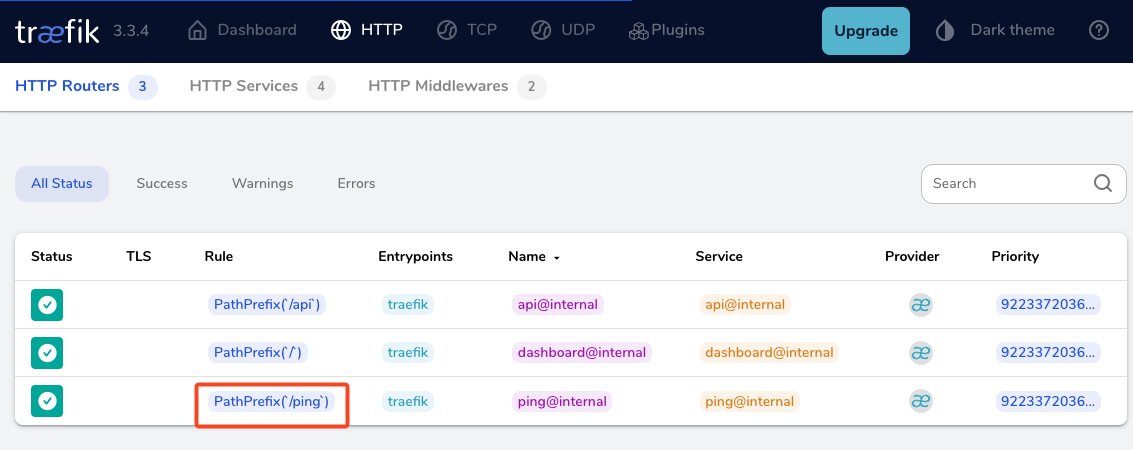 træfik 3.3.4 Dashboard HTTP TCP UDP Plugins Upgrade Dark theme ?
HTTP Routers 3 HTTP Services 4 HTTP Middlewares 2
All Status Success Warnings Errors Search
Status TLS Rule Entrypoints Name Service Provider Priority
PathPrefix(`/api`) traefik api@internal api@internal æ 9223372036...
PathPrefix(`/`) traefik dashboard@internal dashboard@internal æ 9223372036...
PathPrefix(`/ping`) traefik ping@internal ping@internal æ 9223372036...